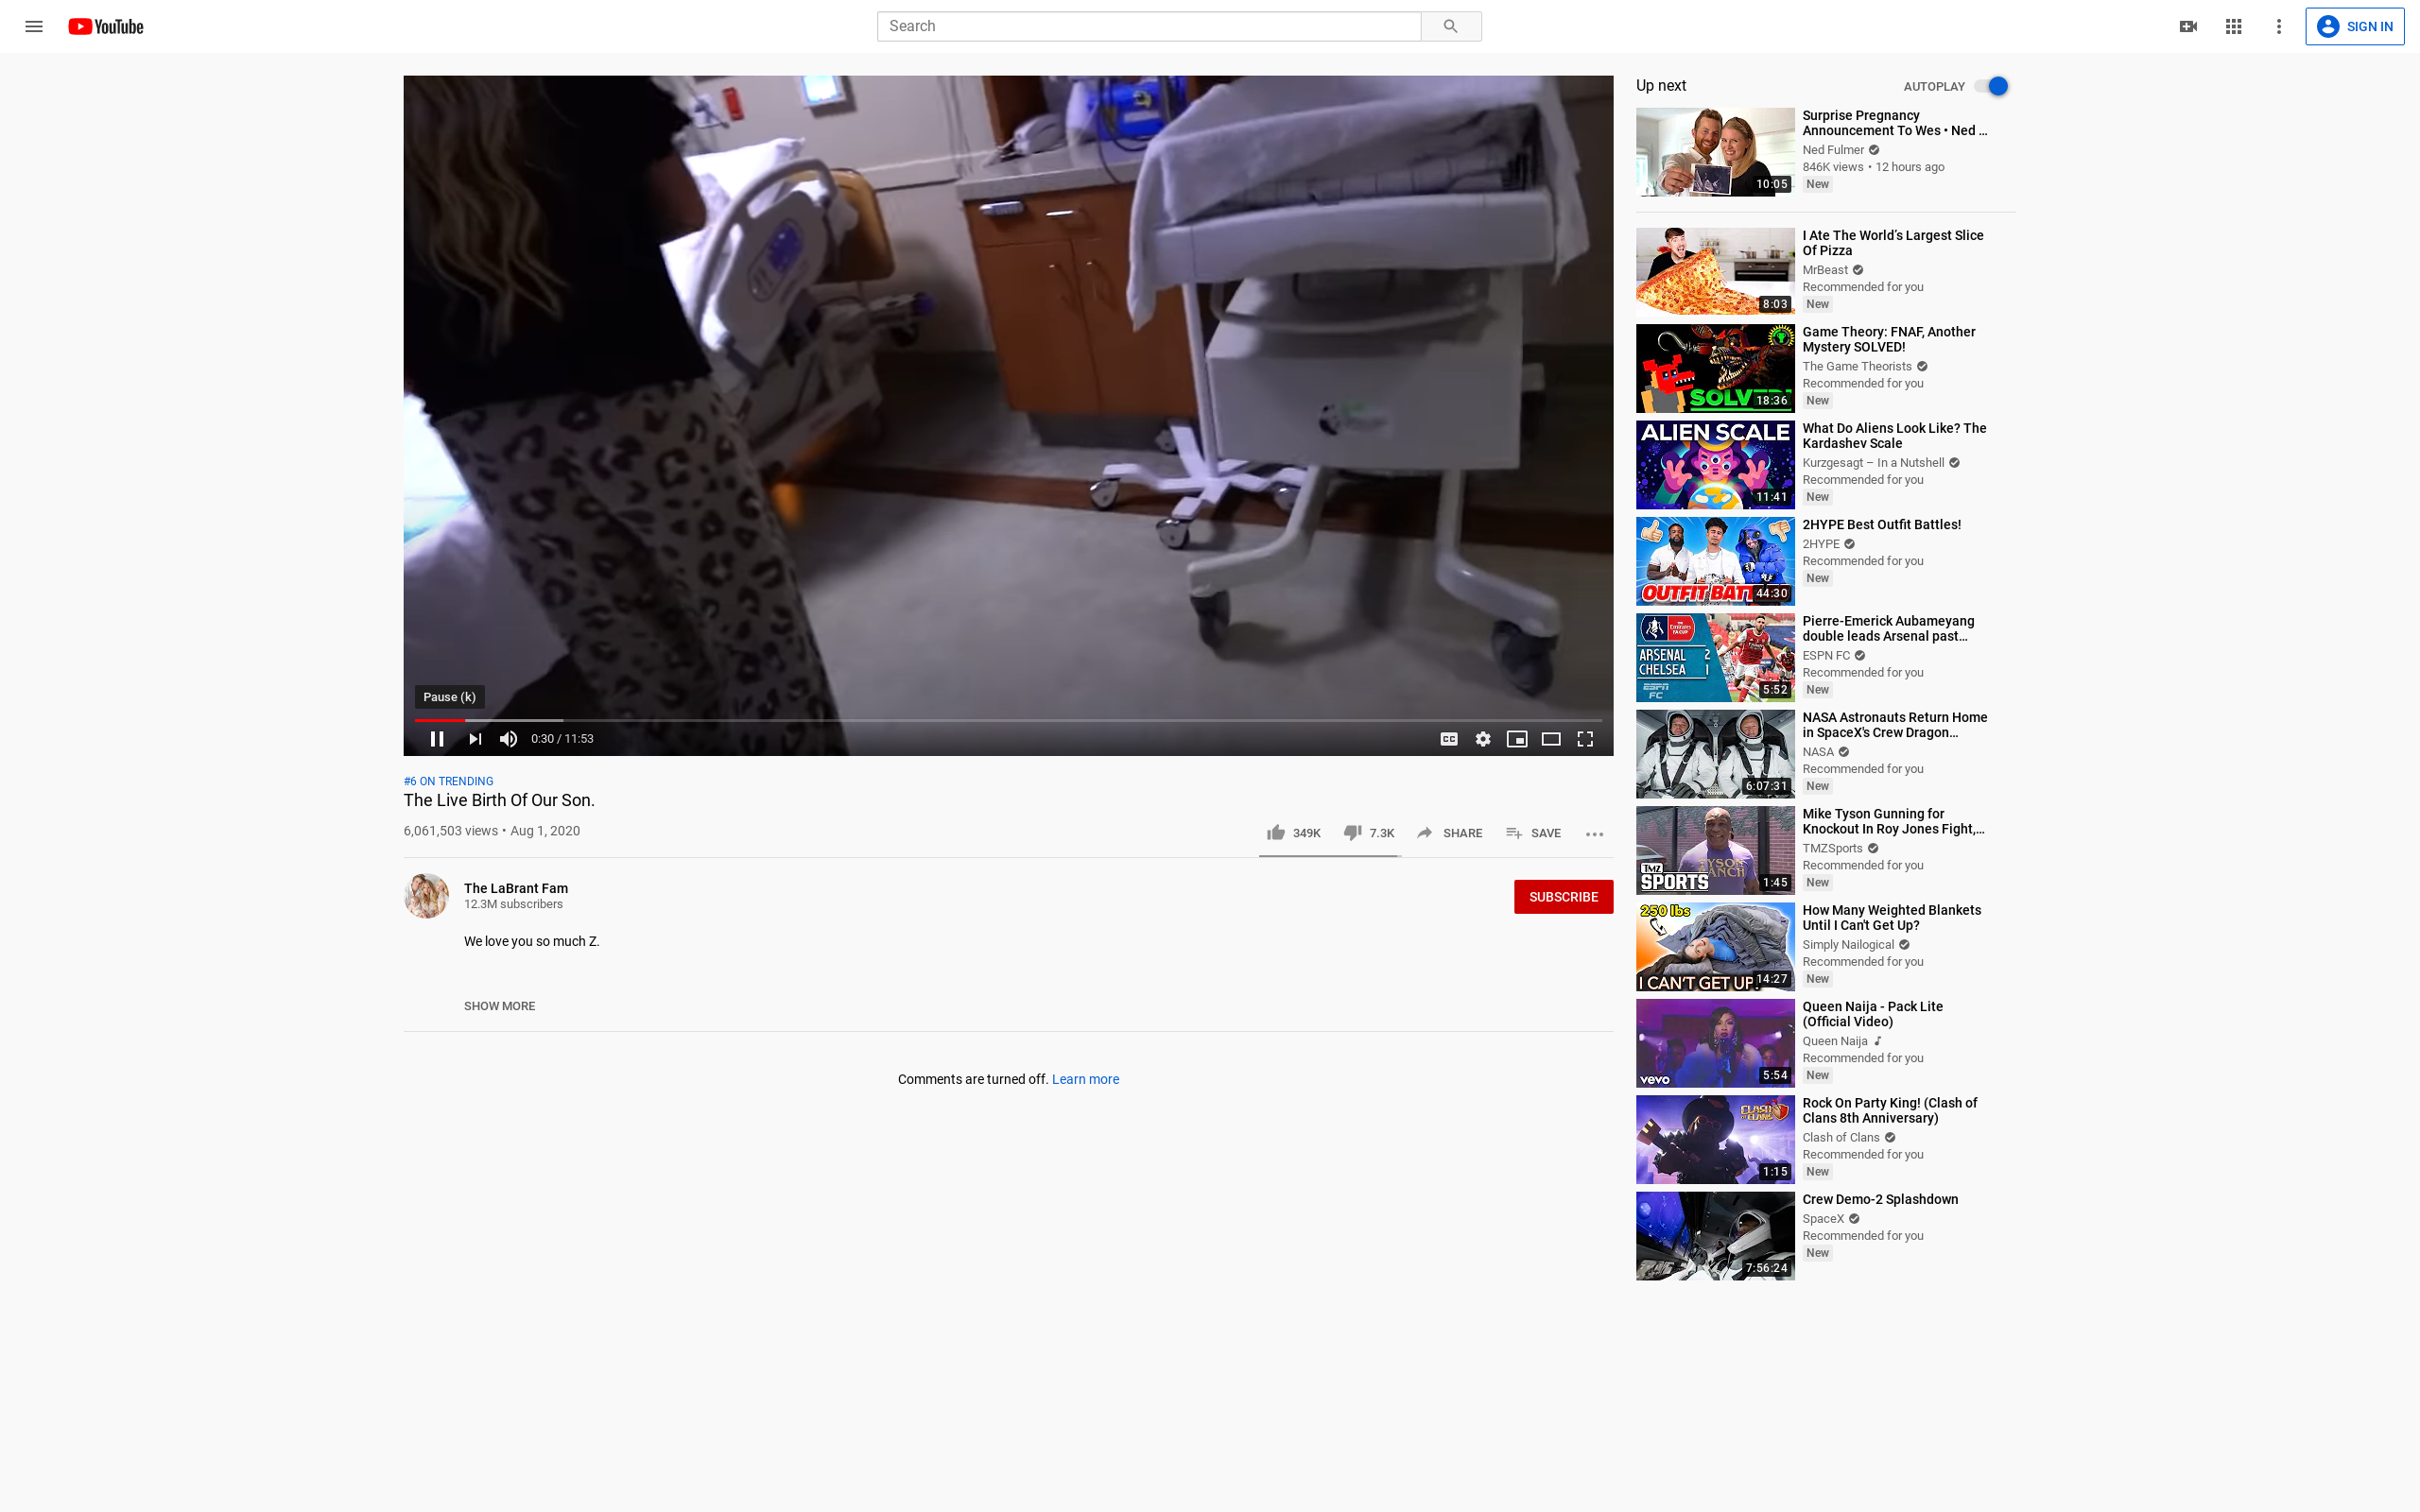 YouTube
Search
SIGN IN
Pause (k)
0:30 / 11:53
#6 ON TRENDING
The Live Birth Of Our Son.
6,061,503 views • Aug 1, 2020
349K
7.3K
SHARE
SAVE
The LaBrant Fam
12.3M subscribers
SUBSCRIBE
We love you so much Z.
SHOW MORE
Comments are turned off. Learn more
Up next
AUTOPLAY
10:05
Surprise Pregnancy
Announcement To Wes • Ned ...
Ned Fulmer
846K views • 12 hours ago
New
8:03
I Ate The World's Largest Slice
Of Pizza
MrBeast
Recommended for you
New
SOLVED!
18:36
Game Theory: FNAF, Another
Mystery SOLVED!
The Game Theorists
Recommended for you
New
ALIEN SCALE
11:41
What Do Aliens Look Like? The
Kardashev Scale
Kurzgesagt – In a Nutshell
Recommended for you
New
OUTFIT BATT
44:30
2HYPE Best Outfit Battles!
2HYPE
Recommended for you
New
Emirates
FA CUP
ARSENAL 2
CHELSEA 1
ESPN
FC
5:52
Pierre-Emerick Aubameyang
double leads Arsenal past...
ESPN FC
Recommended for you
New
6:07:31
NASA Astronauts Return Home
in SpaceX's Crew Dragon...
NASA
Recommended for you
New
TYSON
RANCH
TMZ
SPORTS
1:45
Mike Tyson Gunning for
Knockout In Roy Jones Fight,...
TMZSports
Recommended for you
New
250 lbs
I CAN'T GET UP!
14:27
How Many Weighted Blankets
Until I Can't Get Up?
Simply Nailogical
Recommended for you
New
vevo
5:54
Queen Naija - Pack Lite
(Official Video)
Queen Naija
Recommended for you
New
CLASH OF CLANS
1:15
Rock On Party King! (Clash of
Clans 8th Anniversary)
Clash of Clans
Recommended for you
New
7:56:24
Crew Demo-2 Splashdown
SpaceX
Recommended for you
New